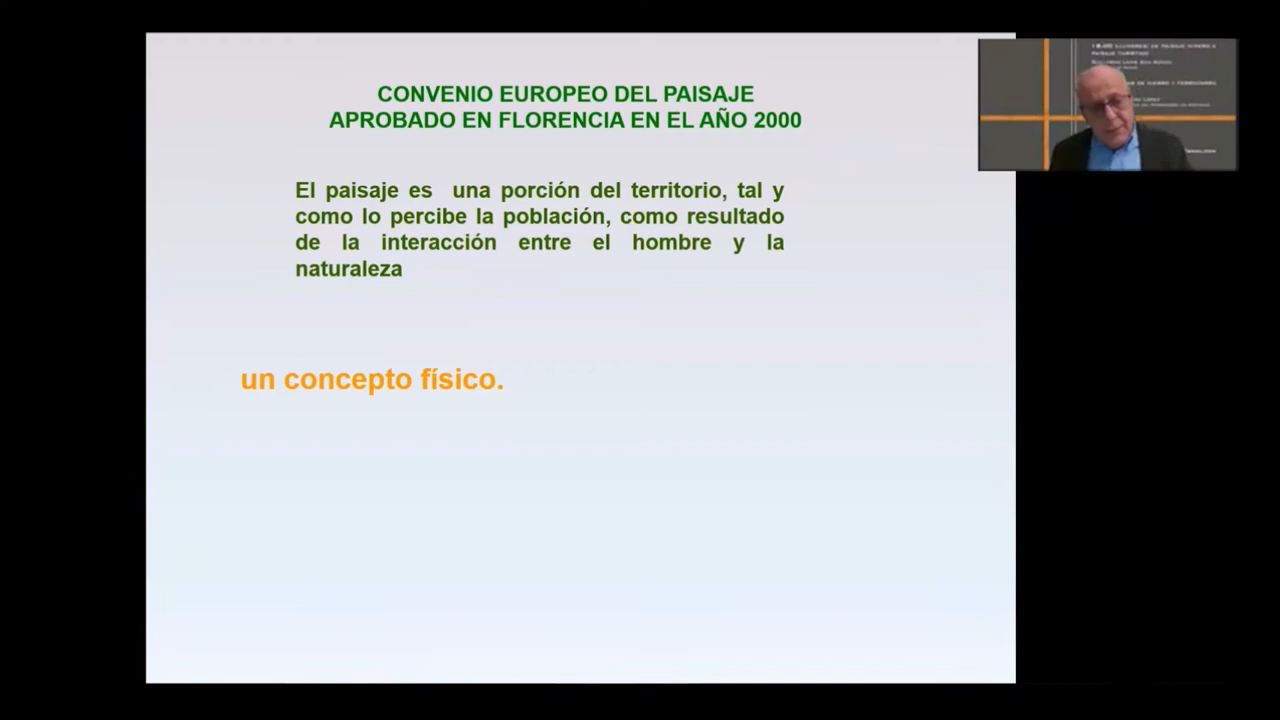 CONVENIO EUROPEO DEL PAISAJE
APROBADO EN FLORENCIA EN EL AÑO 2000
El paisaje es una porción del territorio, tal y
como lo percibe la población, como resultado
de la interacción entre el hombre y la
naturaleza
un concepto físico.